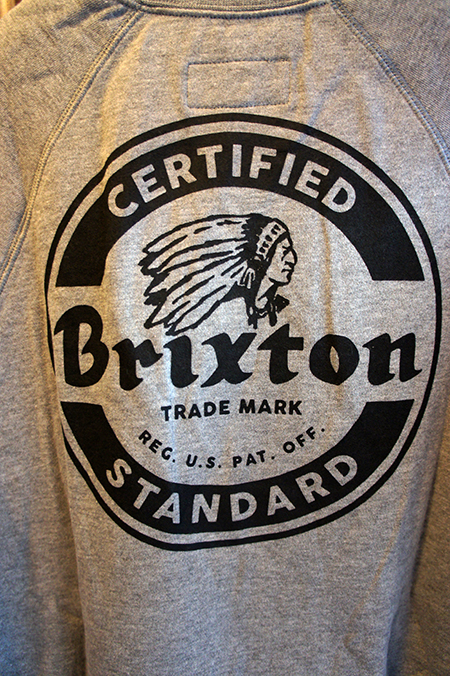 CERTIFIED
Brixton
TRADE MARK
REG. U.S. PAT. OFF.
STANDARD